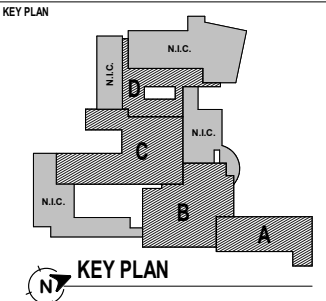 KEY PLAN
N.I.C.
N.I.C.
D
N.I.C.
C
N.I.C.
B
A
KEY PLAN
N